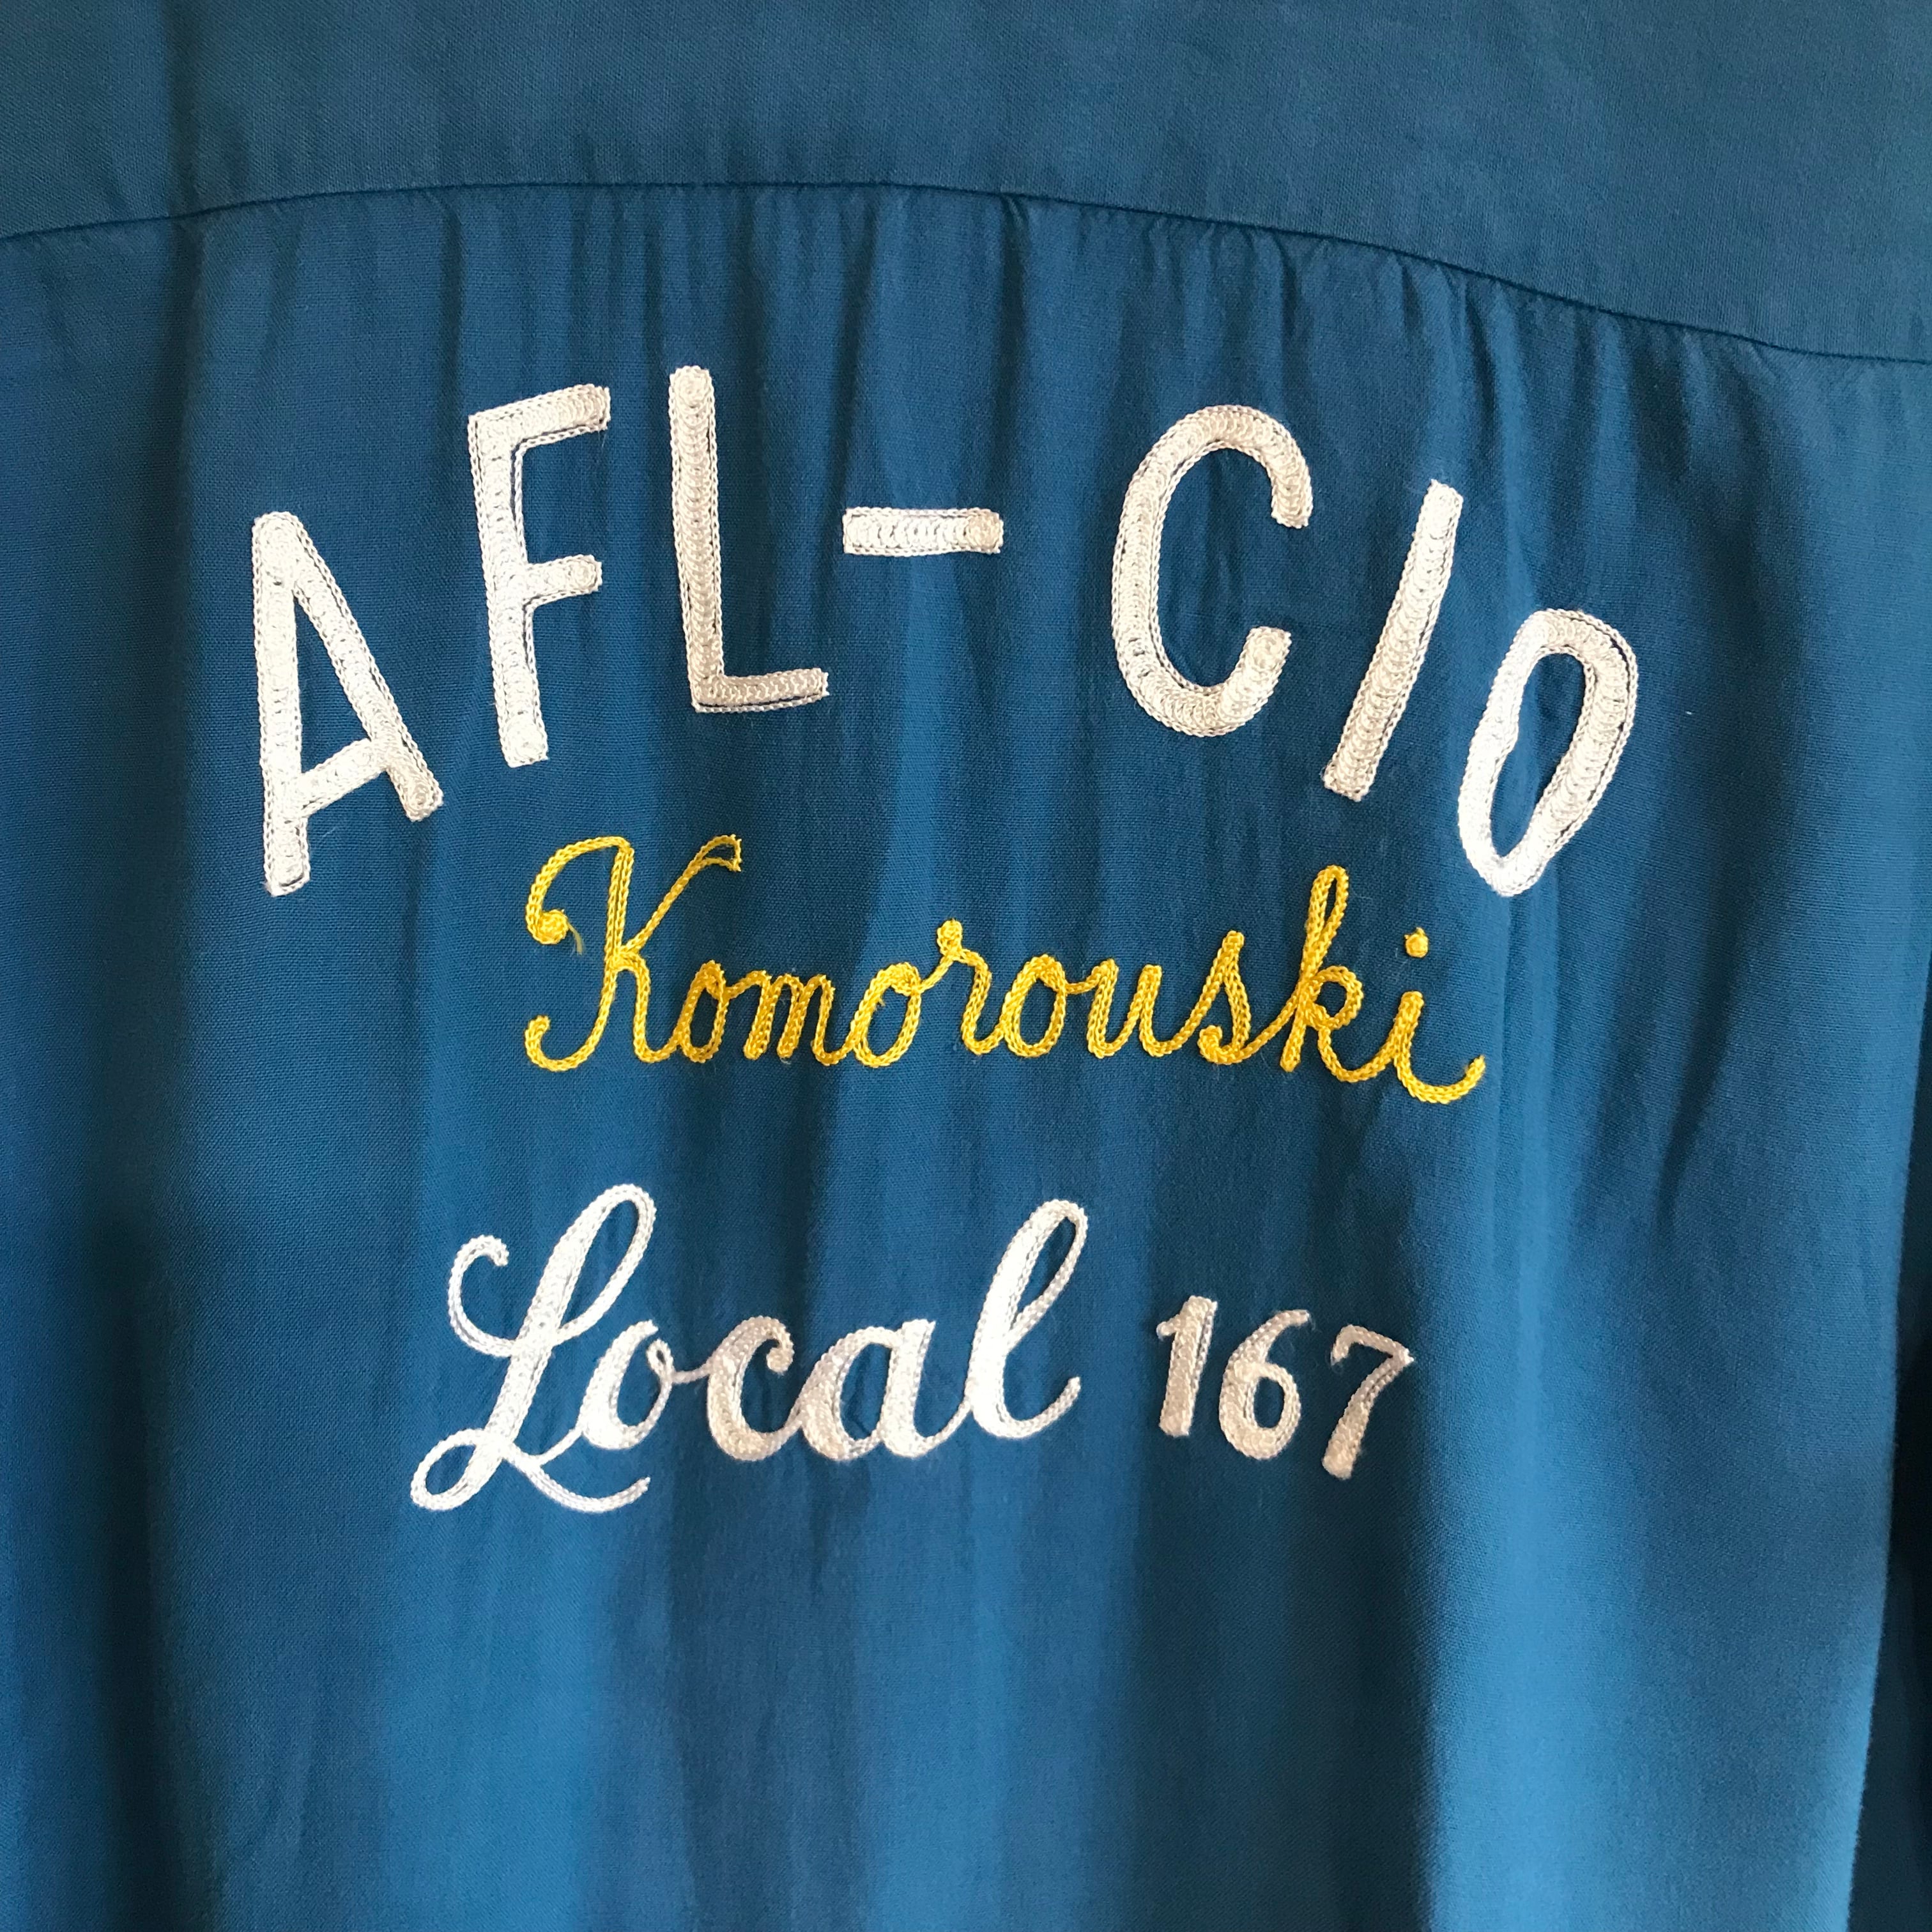 AFL-CIO
Komorouski
Local 167